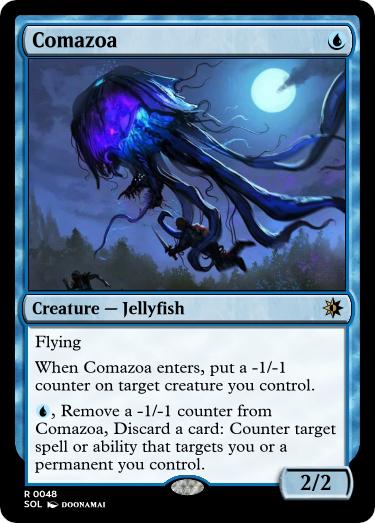 Comazoa
Creature — Jellyfish
Flying
When Comazoa enters, put a -1/-1
counter on target creature you control.
, Remove a -1/-1 counter from
Comazoa, Discard a card: Counter target
spell or ability that targets you or a
permanent you control.
2/2
R 0048
SOL DOONAMAI